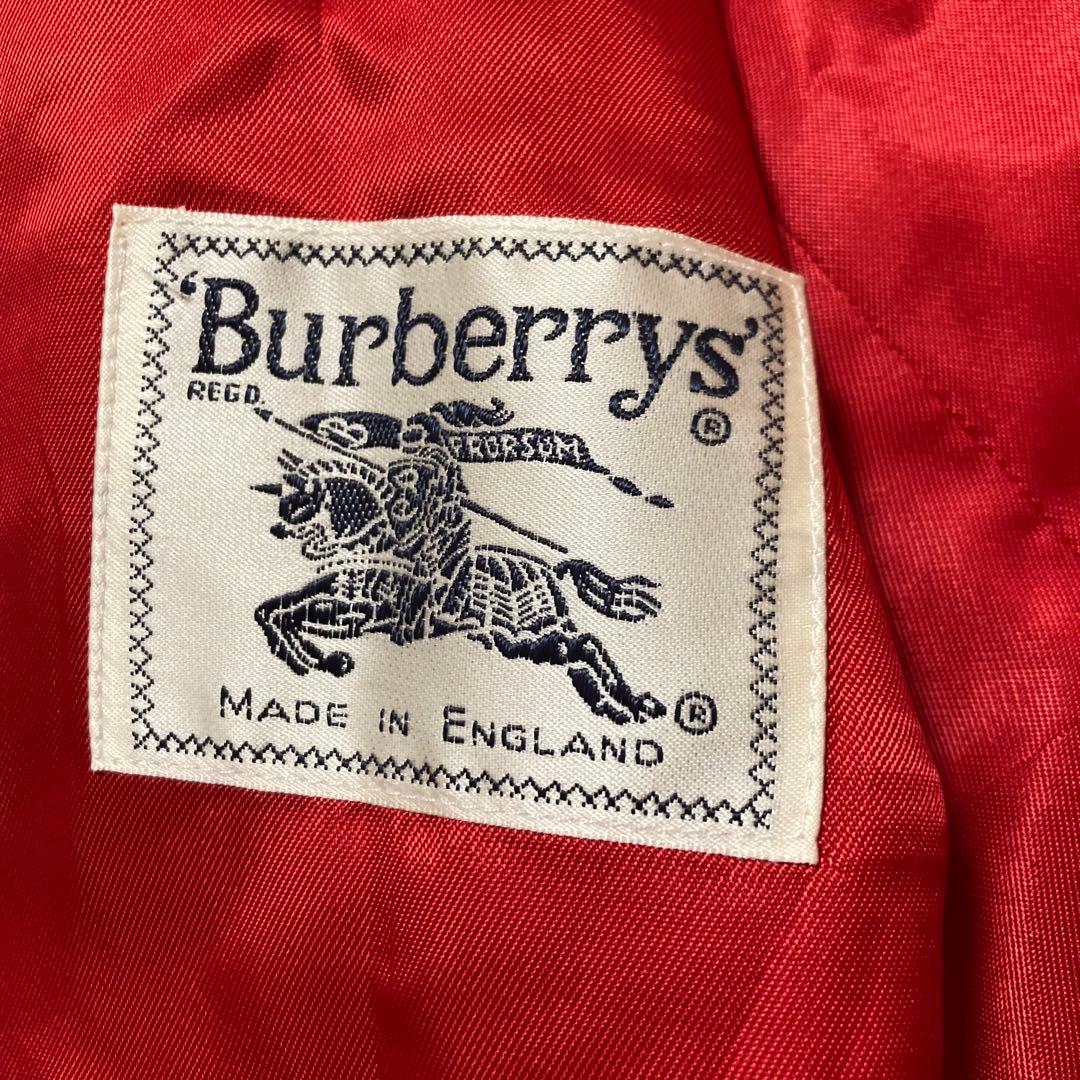 'Burberrys'
REGD. ®
PRORSUM
®
MADE IN ENGLAND